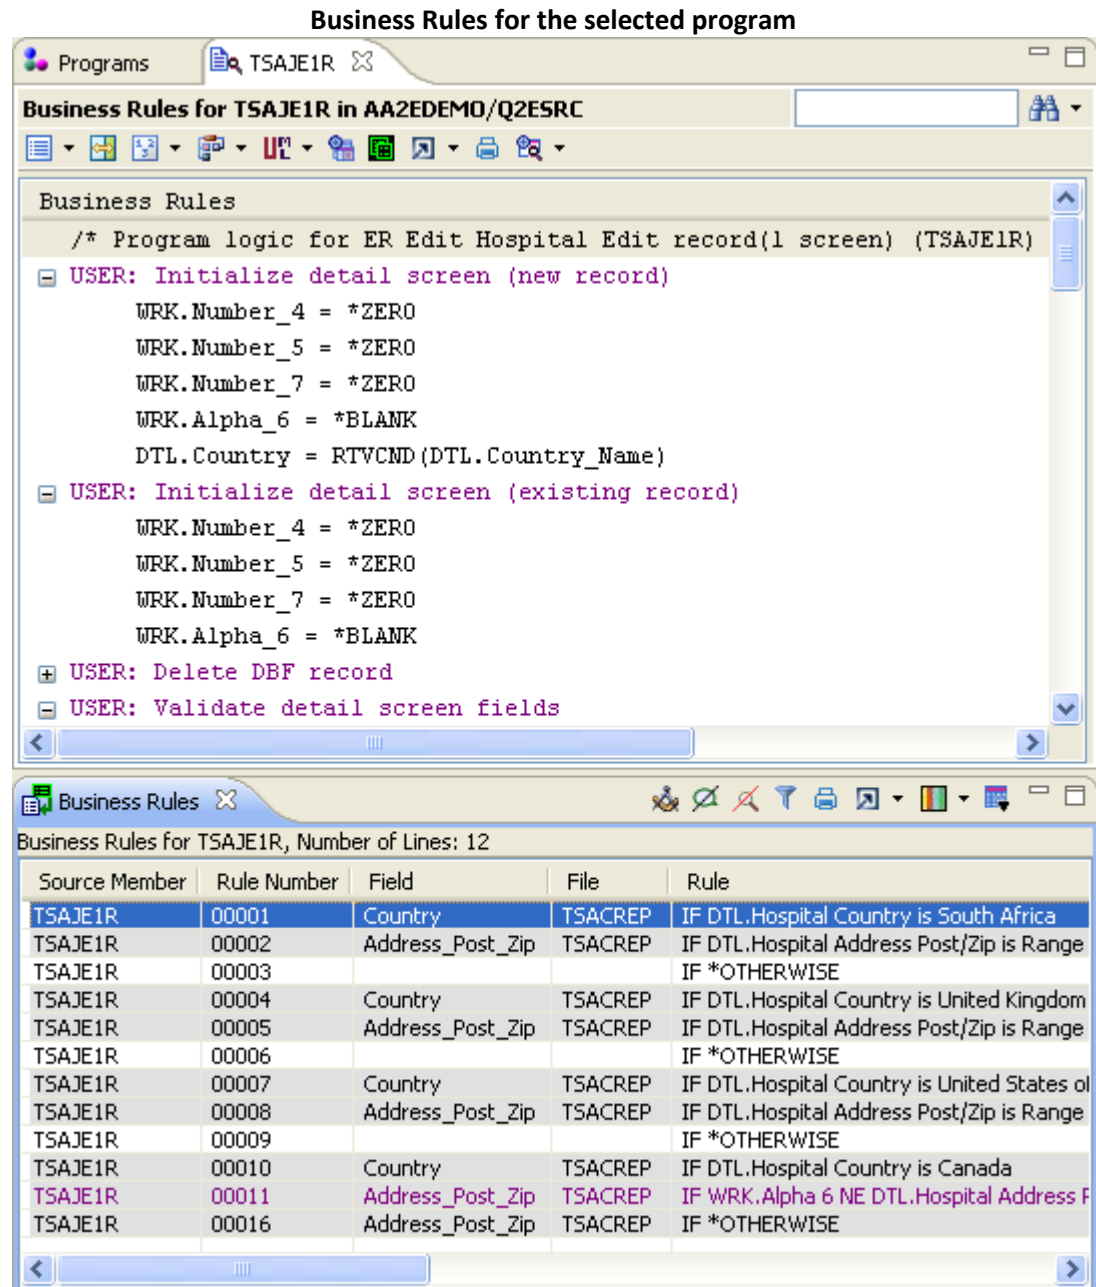 Business Rules for the selected program
Programs TSAJE1R
Business Rules for TSAJE1R in AA2EDEMO/Q2ESRC
Business Rules
/* Program logic for ER Edit Hospital Edit record(1 screen) (TSAJE1R)
USER: Initialize detail screen (new record)
WRK.Number_4 = *ZERO
WRK.Number_5 = *ZERO
WRK.Number_7 = *ZERO
WRK.Alpha_6 = *BLANK
DTL.Country = RTVCND(DTL.Country_Name)
USER: Initialize detail screen (existing record)
WRK.Number_4 = *ZERO
WRK.Number_5 = *ZERO
WRK.Number_7 = *ZERO
WRK.Alpha_6 = *BLANK
USER: Delete DBF record
USER: Validate detail screen fields
Business Rules
Business Rules for TSAJE1R, Number of Lines: 12
Source Member Rule Number Field File Rule
TSAJE1R 00001 Country TSACREP IF DTL.Hospital Country is South Africa
TSAJE1R 00002 Address_Post_Zip TSACREP IF DTL.Hospital Address Post/Zip is Range
TSAJE1R 00003 IF *OTHERWISE
TSAJE1R 00004 Country TSACREP IF DTL.Hospital Country is United Kingdom
TSAJE1R 00005 Address_Post_Zip TSACREP IF DTL.Hospital Address Post/Zip is Range
TSAJE1R 00006 IF *OTHERWISE
TSAJE1R 00007 Country TSACREP IF DTL.Hospital Country is United States of
TSAJE1R 00008 Address_Post_Zip TSACREP IF DTL.Hospital Address Post/Zip is Range
TSAJE1R 00009 IF *OTHERWISE
TSAJE1R 00010 Country TSACREP IF DTL.Hospital Country is Canada
TSAJE1R 00011 Address_Post_Zip TSACREP IF WRK.Alpha 6 NE DTL.Hospital Address
TSAJE1R 00016 Address_Post_Zip TSACREP IF *OTHERWISE